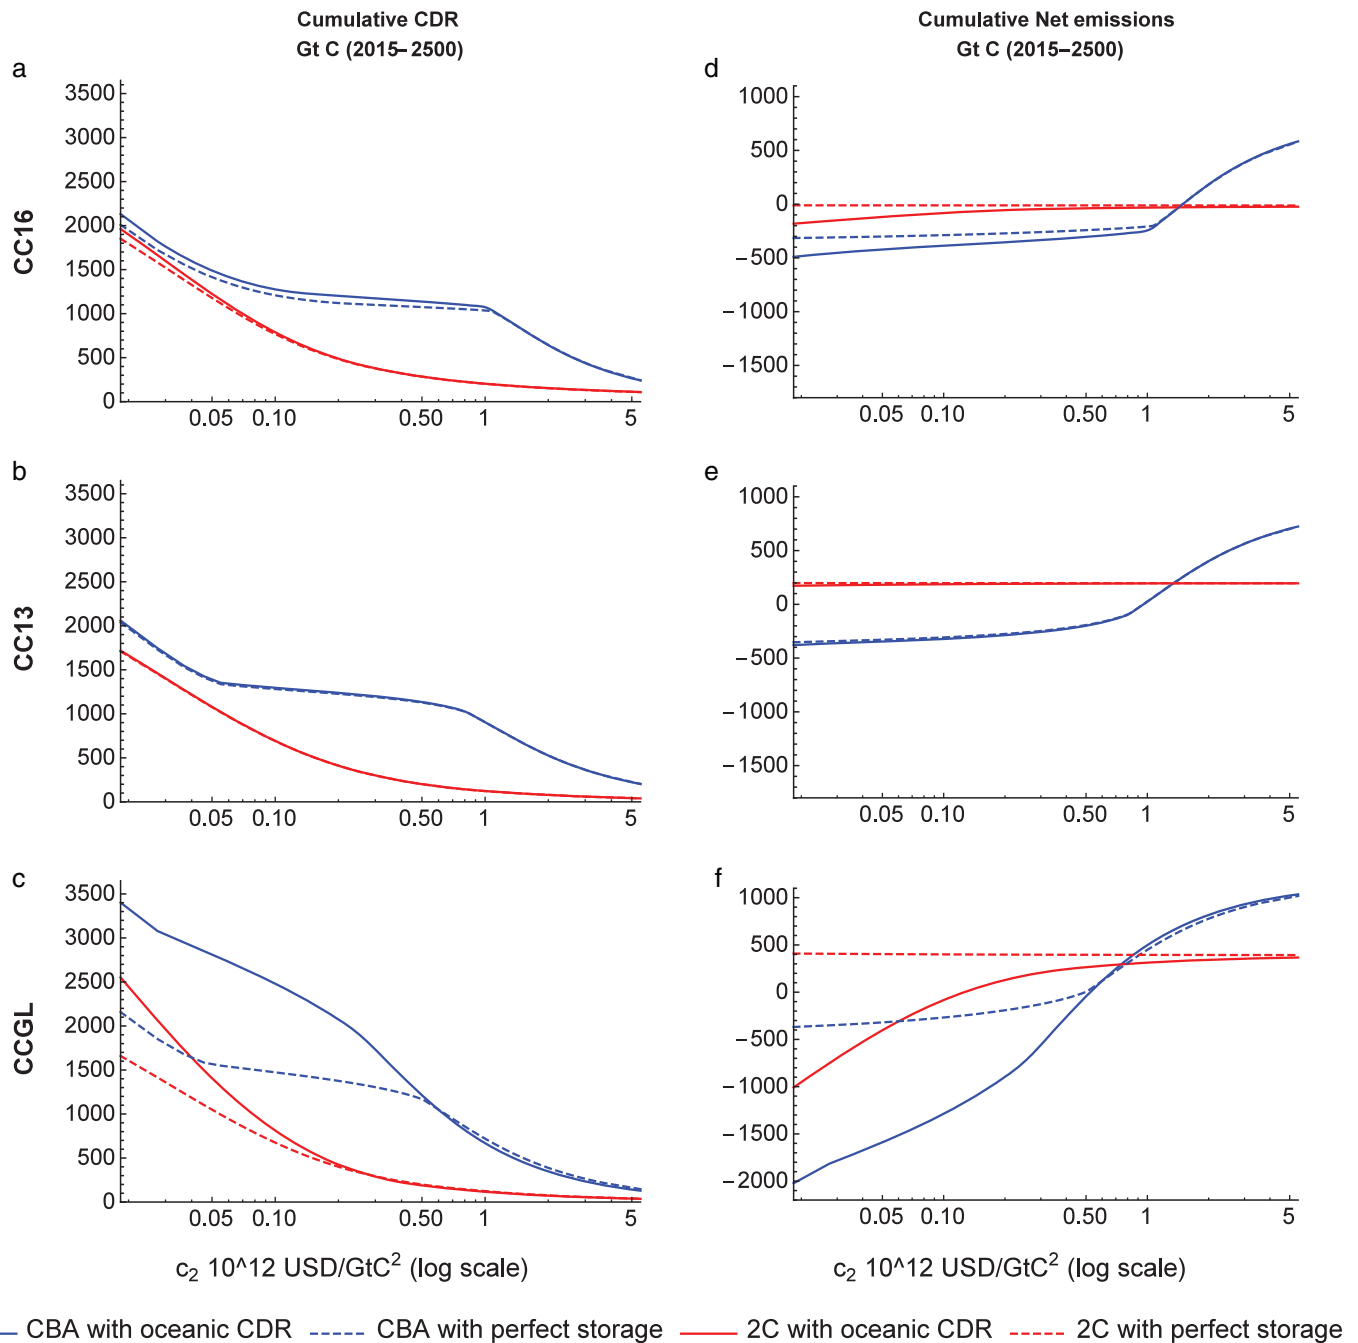 Cumulative CDR
Gt C (2015–2500)
Cumulative Net emissions
Gt C (2015–2500)
a
CC16
3500
3000
2500
2000
1500
1000
500
0
0.05 0.10 0.50 1 5
d
1000
500
0
−500
−1000
−1500
0.05 0.10 0.50 1 5
b
CC13
3500
3000
2500
2000
1500
1000
500
0
0.05 0.10 0.50 1 5
e
1000
500
0
−500
−1000
−1500
0.05 0.10 0.50 1 5
c
CCGL
3500
3000
2500
2000
1500
1000
500
0
0.05 0.10 0.50 1 5
f
1000
500
0
−500
−1000
−1500
−2000
0.05 0.10 0.50 1 5
c₂ 10^12 USD/GtC² (log scale)
c₂ 10^12 USD/GtC² (log scale)
CBA with oceanic CDR CBA with perfect storage 2C with oceanic CDR 2C with perfect storage